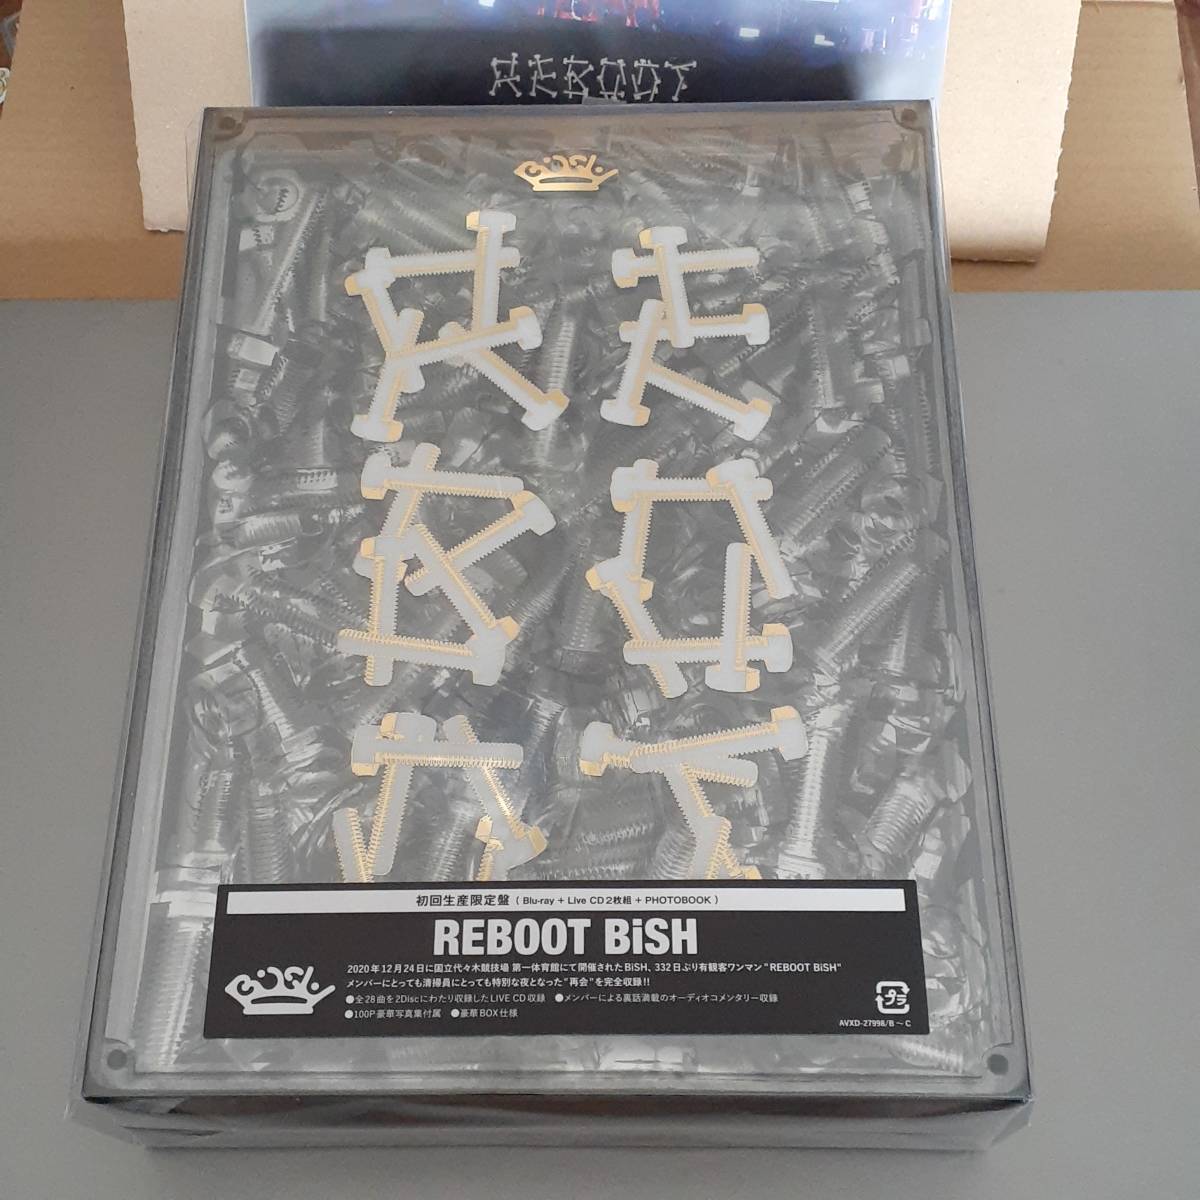 REBOOT
BiSH
RE
BO
OT
初回生産限定盤 ( Blu-ray + Live CD 2枚組 + PHOTOBOOK )
REBOOT BiSH
BiSH
2020年12月24日に国立代々木競技場 第一体育館にて開催されたBiSH、332日ぶり有観客ワンマン"REBOOT BiSH"
メンバーにとっても清掃員にとっても特別な夜となった"再会"を完全収録!!
●全28曲を2Discにわたり収録したLIVE CD収録 ●メンバーによる裏話満載のオーディオコメンタリー収録
●100P豪華写真集付属 ●豪華BOX仕様
プラ
AVXD-27998/B～C